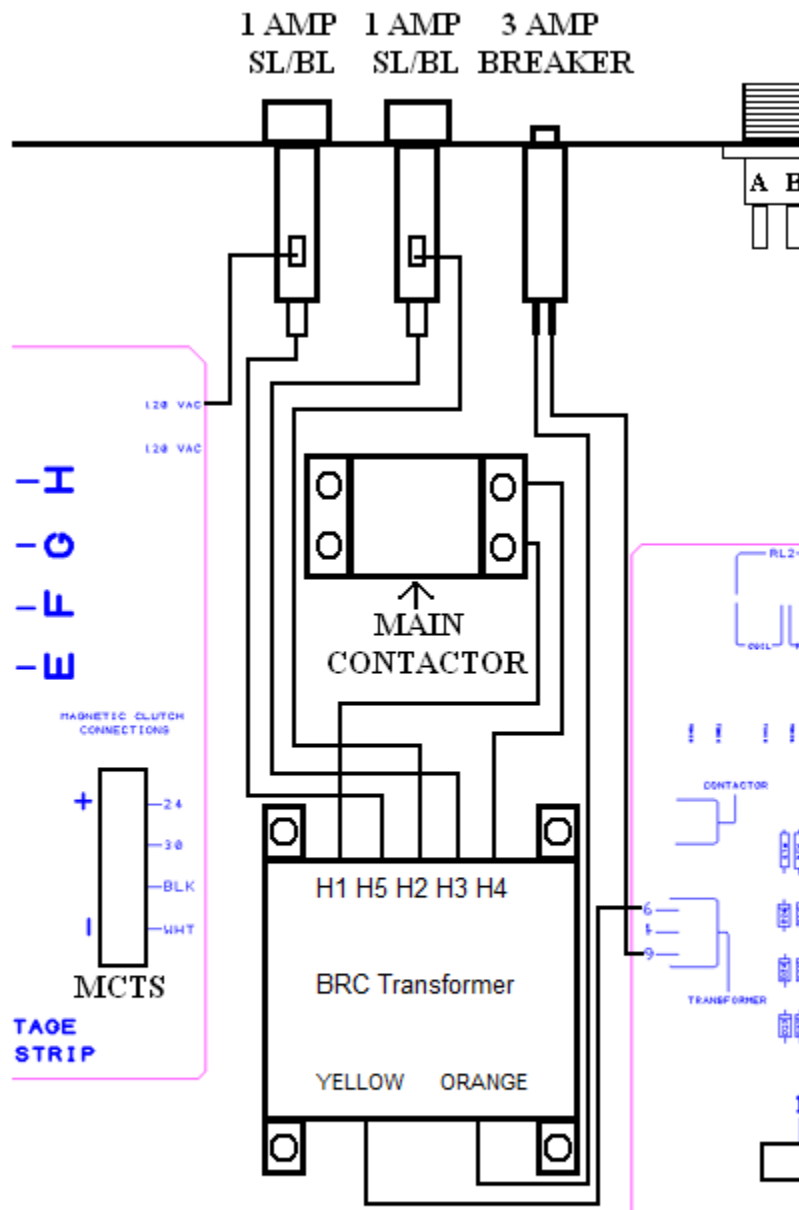 1 AMP 1 AMP 3 AMP
SL/BL SL/BL BREAKER
A B
120 VAC
120 VAC
H
G
F
E
MAIN
CONTACTOR
RL2
COIL
MAGNETIC CLUTCH
CONNECTIONS
+ 24
30
BLK
- WHT
MCTS
TAGE
STRIP
CONTACTOR
H1 H5 H2 H3 H4
BRC Transformer
YELLOW ORANGE
6
9
TRANSFORMER